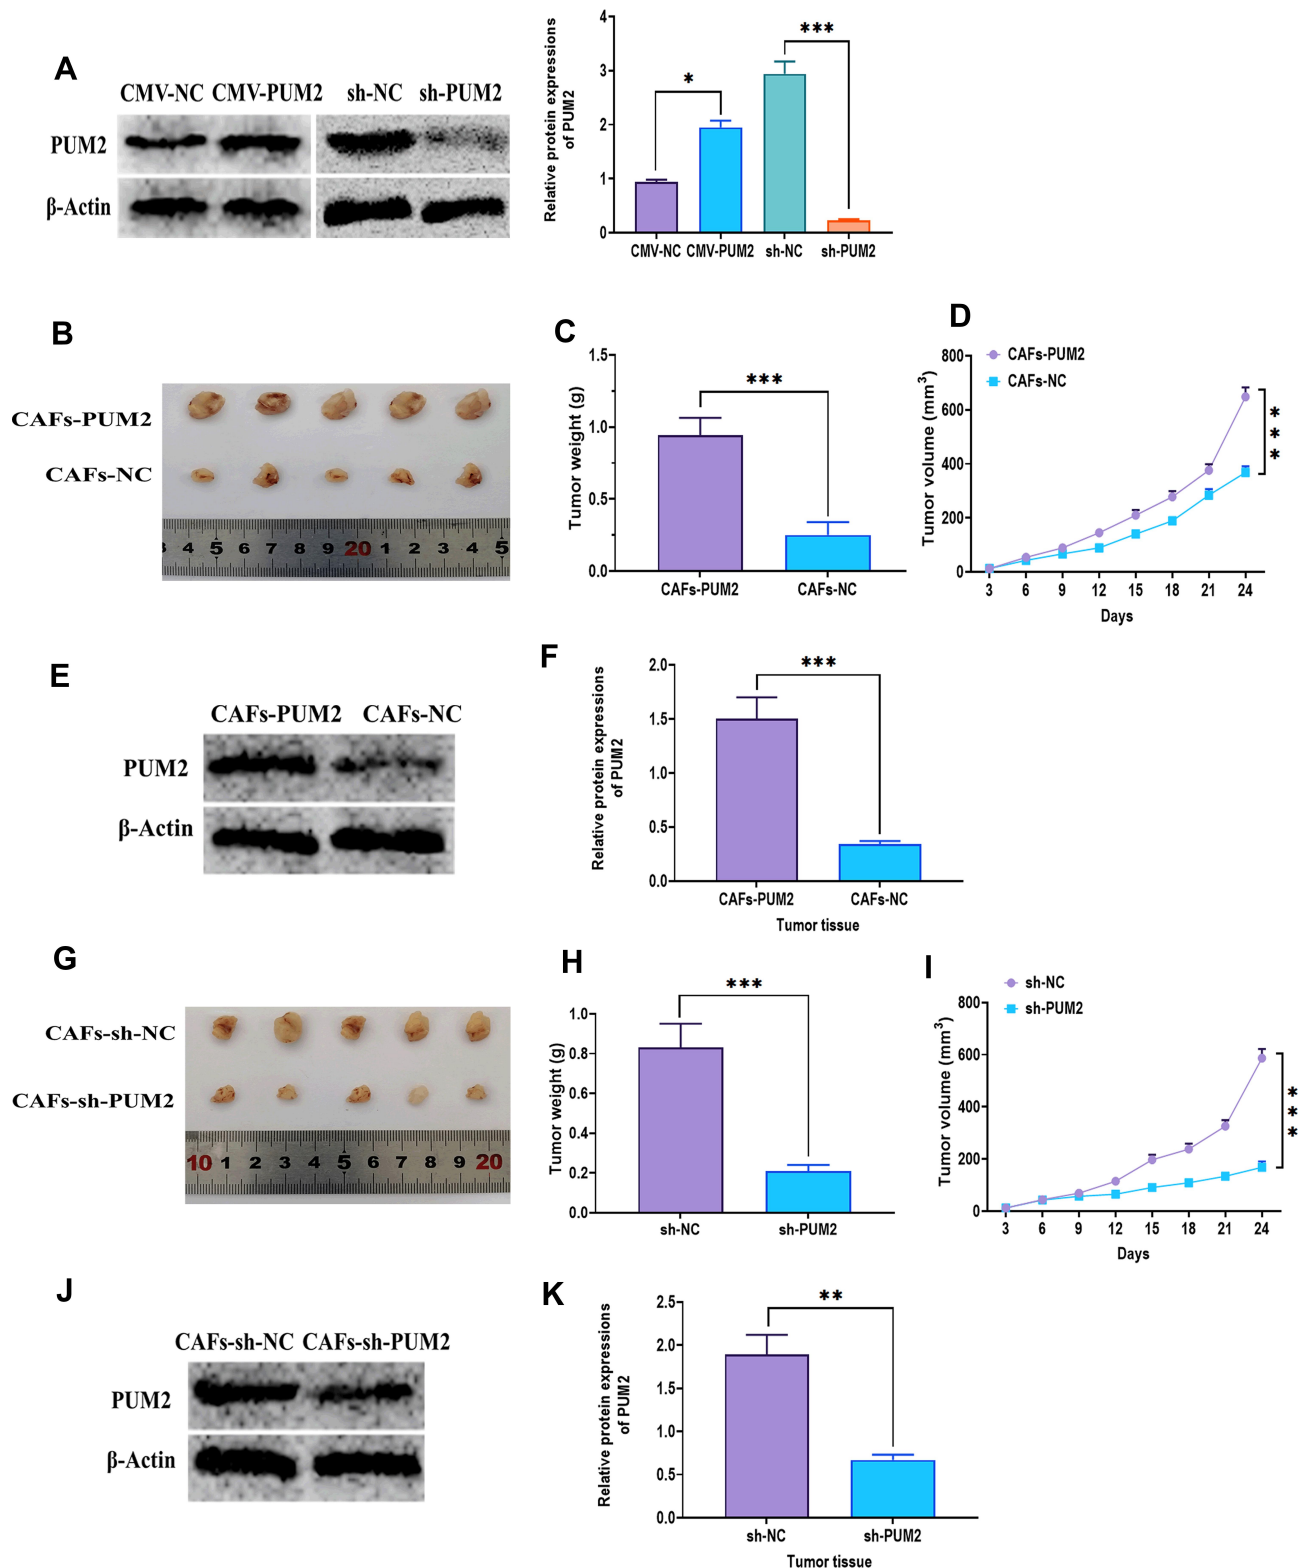 A
CMV-NC CMV-PUM2 sh-NC sh-PUM2
PUM2
β-Actin
Relative protein expressions
of PUM2
4
3
2
1
0
*
***
CMV-NC CMV-PUM2 sh-NC sh-PUM2
B
CAFs-PUM2
CAFs-NC
4 5 6 7 8 9 20 1 2 3 4 5
C
Tumor weight (g)
1.5
1.0
0.5
0.0
***
CAFs-PUM2 CAFs-NC
D
CAFs-PUM2
CAFs-NC
Tumor volume (mm³)
800
600
400
200
0
***
3 6 9 12 15 18 21 24
Days
E
CAFs-PUM2 CAFs-NC
PUM2
β-Actin
F
Relative protein expressions
of PUM2
2.0
1.5
1.0
0.5
0.0
***
CAFs-PUM2 CAFs-NC
Tumor tissue
G
CAFs-sh-NC
CAFs-sh-PUM2
10 1 2 3 4 5 6 7 8 9 20
H
Tumor weight (g)
1.0
0.8
0.6
0.4
0.2
0.0
***
sh-NC sh-PUM2
I
sh-NC
sh-PUM2
Tumor volume (mm³)
800
600
400
200
0
***
3 6 9 12 15 18 21 24
Days
J
CAFs-sh-NC CAFs-sh-PUM2
PUM2
β-Actin
K
Relative protein expressions
of PUM2
2.5
2.0
1.5
1.0
0.5
0.0
**
sh-NC sh-PUM2
Tumor tissue